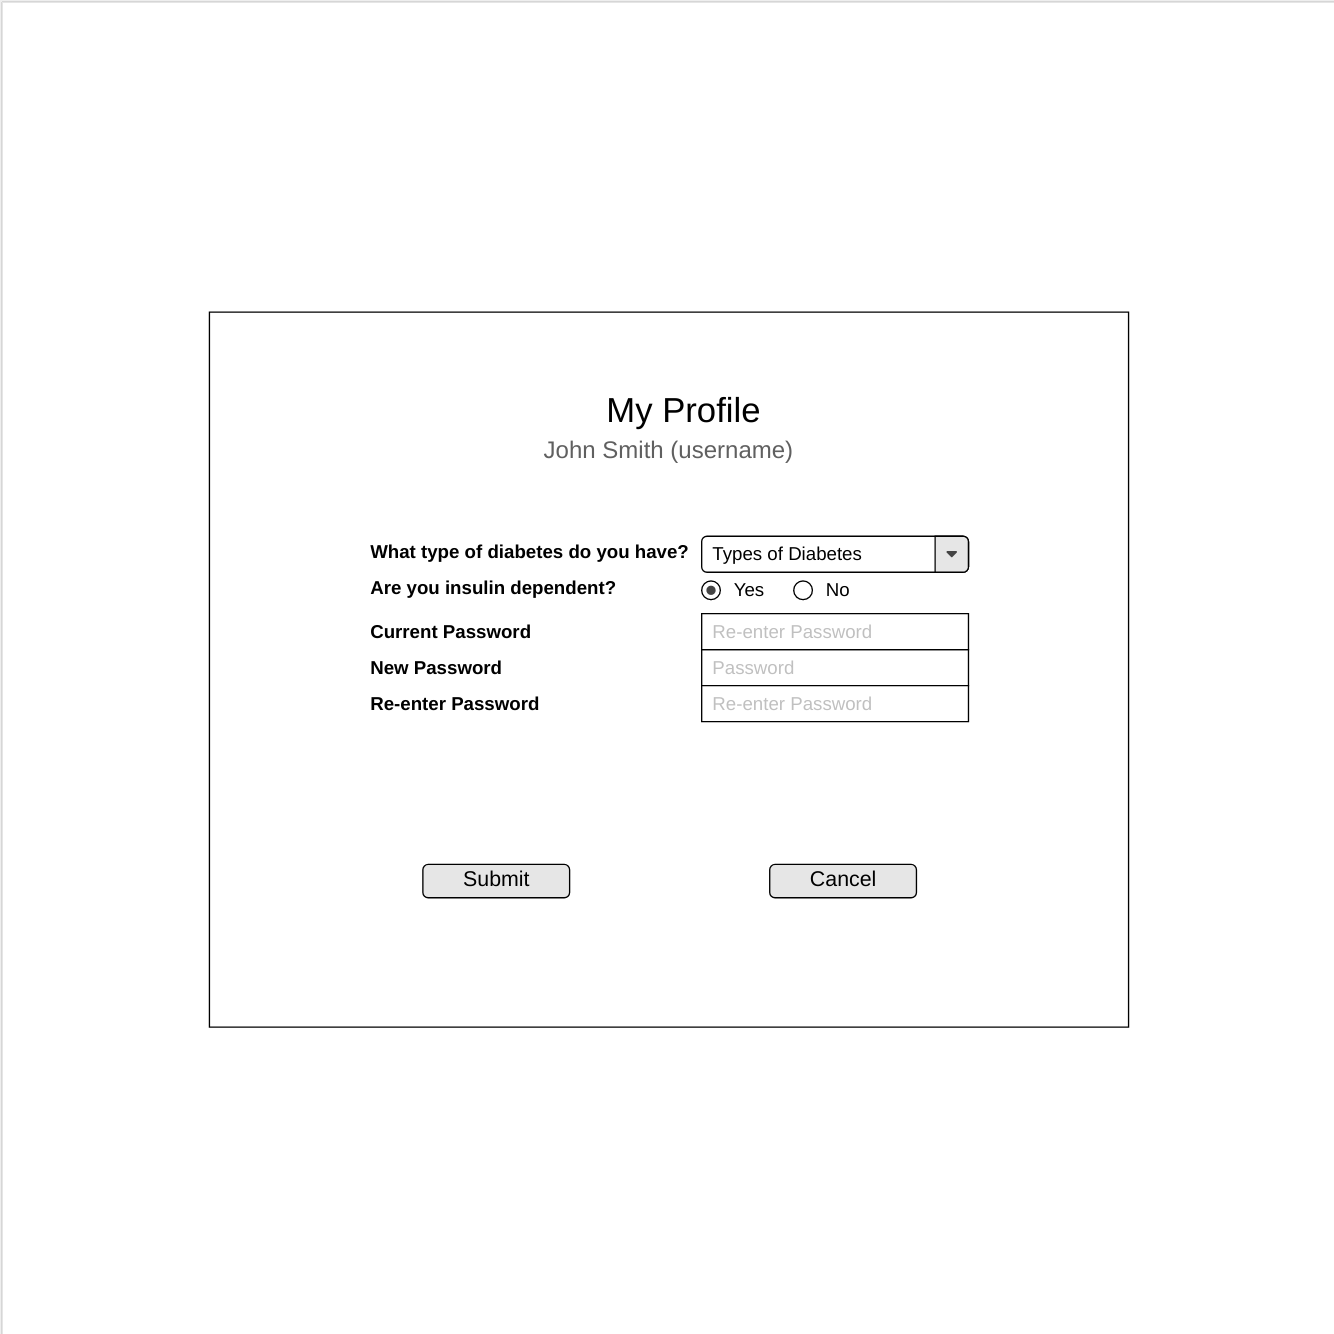 My Profile
John Smith (username)
What type of diabetes do you have? Types of Diabetes
Are you insulin dependent? Yes No
Current Password Re-enter Password
New Password Password
Re-enter Password Re-enter Password
Submit Cancel